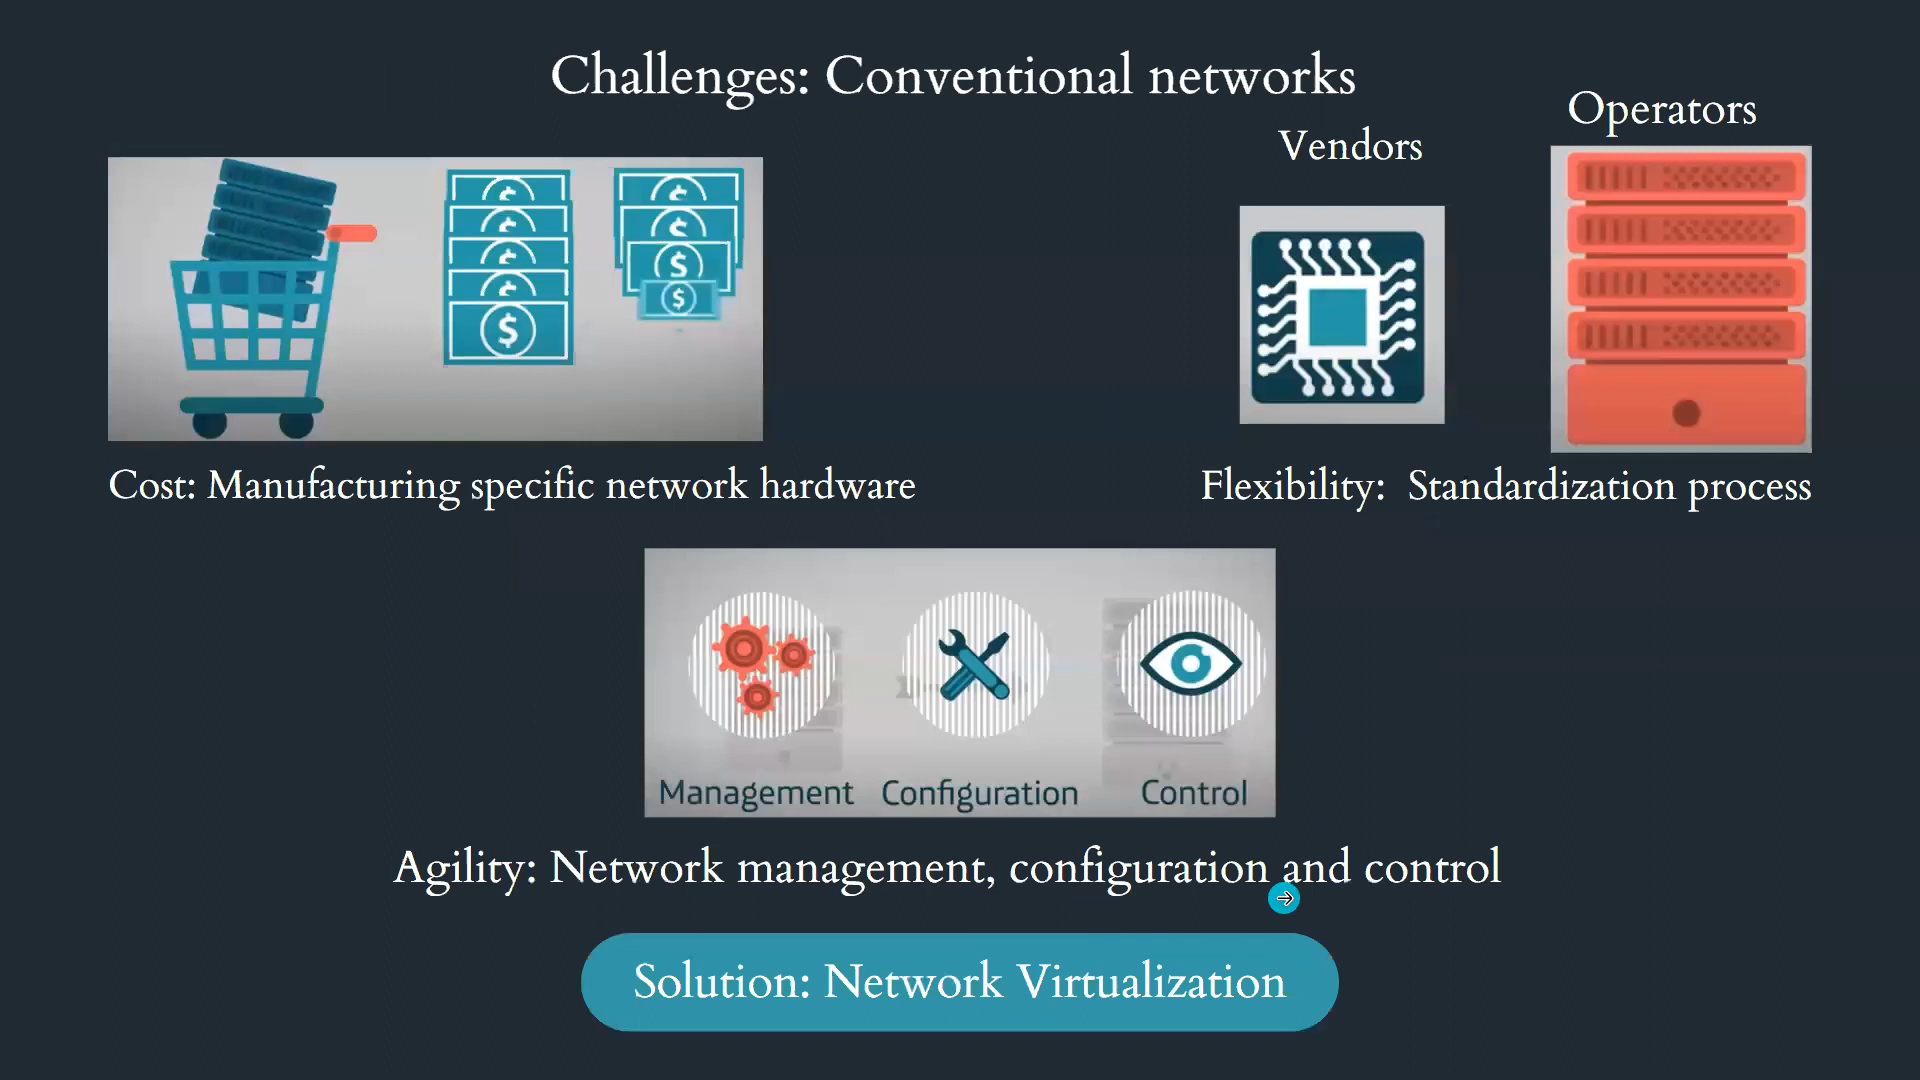 Challenges: Conventional networks
Vendors
Operators
Cost: Manufacturing specific network hardware
Flexibility: Standardization process
Management Configuration Control
Agility: Network management, configuration and control
Solution: Network Virtualization